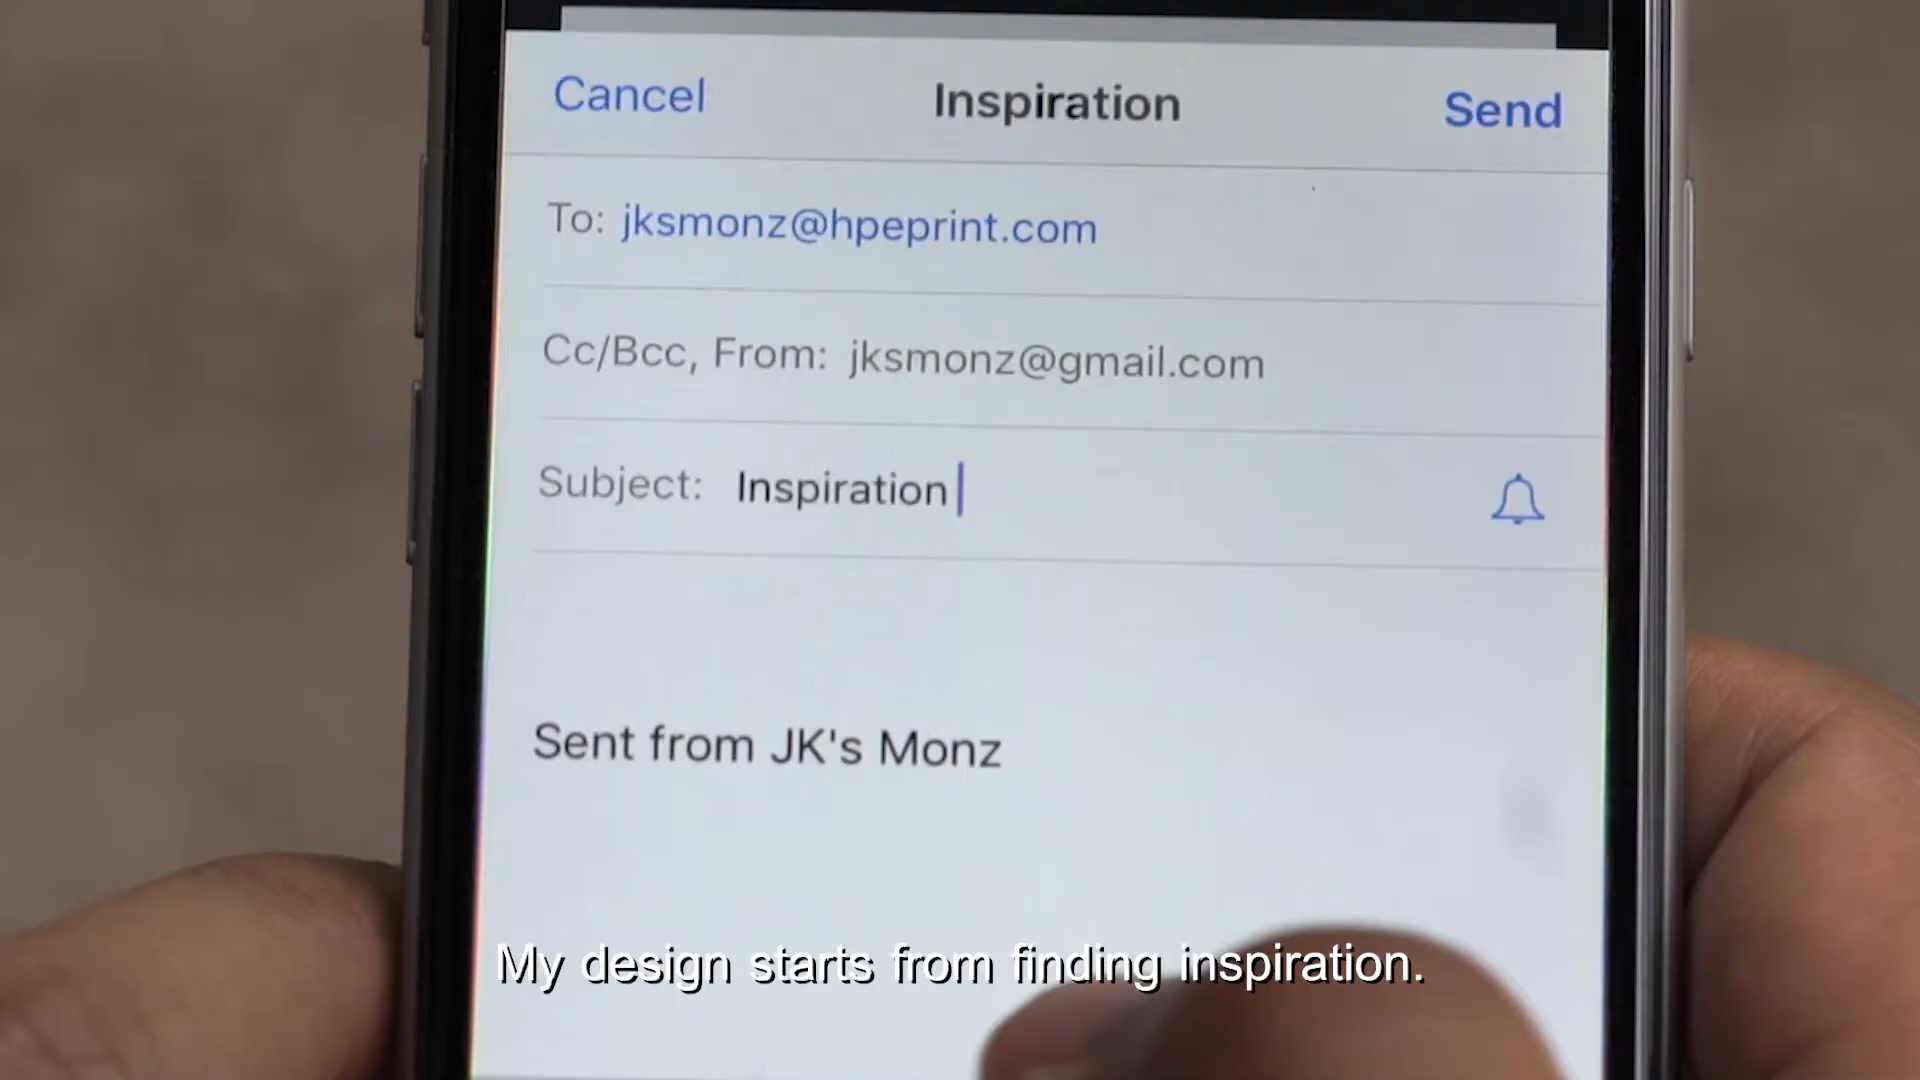 Cancel Inspiration Send
To: jksmonz@hpeprint.com
Cc/Bcc, From: jksmonz@gmail.com
Subject: Inspiration
Sent from JK's Monz
My design starts from finding inspiration.